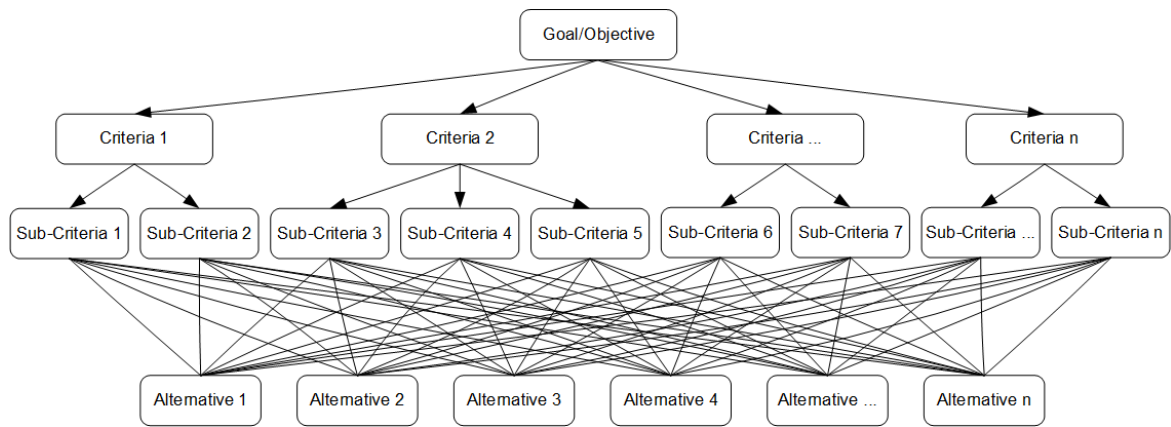 Goal/Objective
Criteria 1
Criteria 2
Criteria ...
Criteria n
Sub-Criteria 1
Sub-Criteria 2
Sub-Criteria 3
Sub-Criteria 4
Sub-Criteria 5
Sub-Criteria 6
Sub-Criteria 7
Sub-Criteria ...
Sub-Criteria n
Alternative 1
Alternative 2
Alternative 3
Alternative 4
Alternative ...
Alternative n